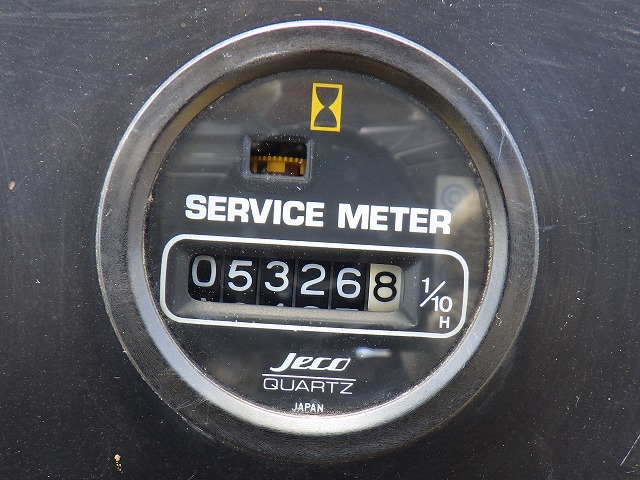 SERVICE METER
053268
1/10
H
Jeco
QUARTZ
JAPAN